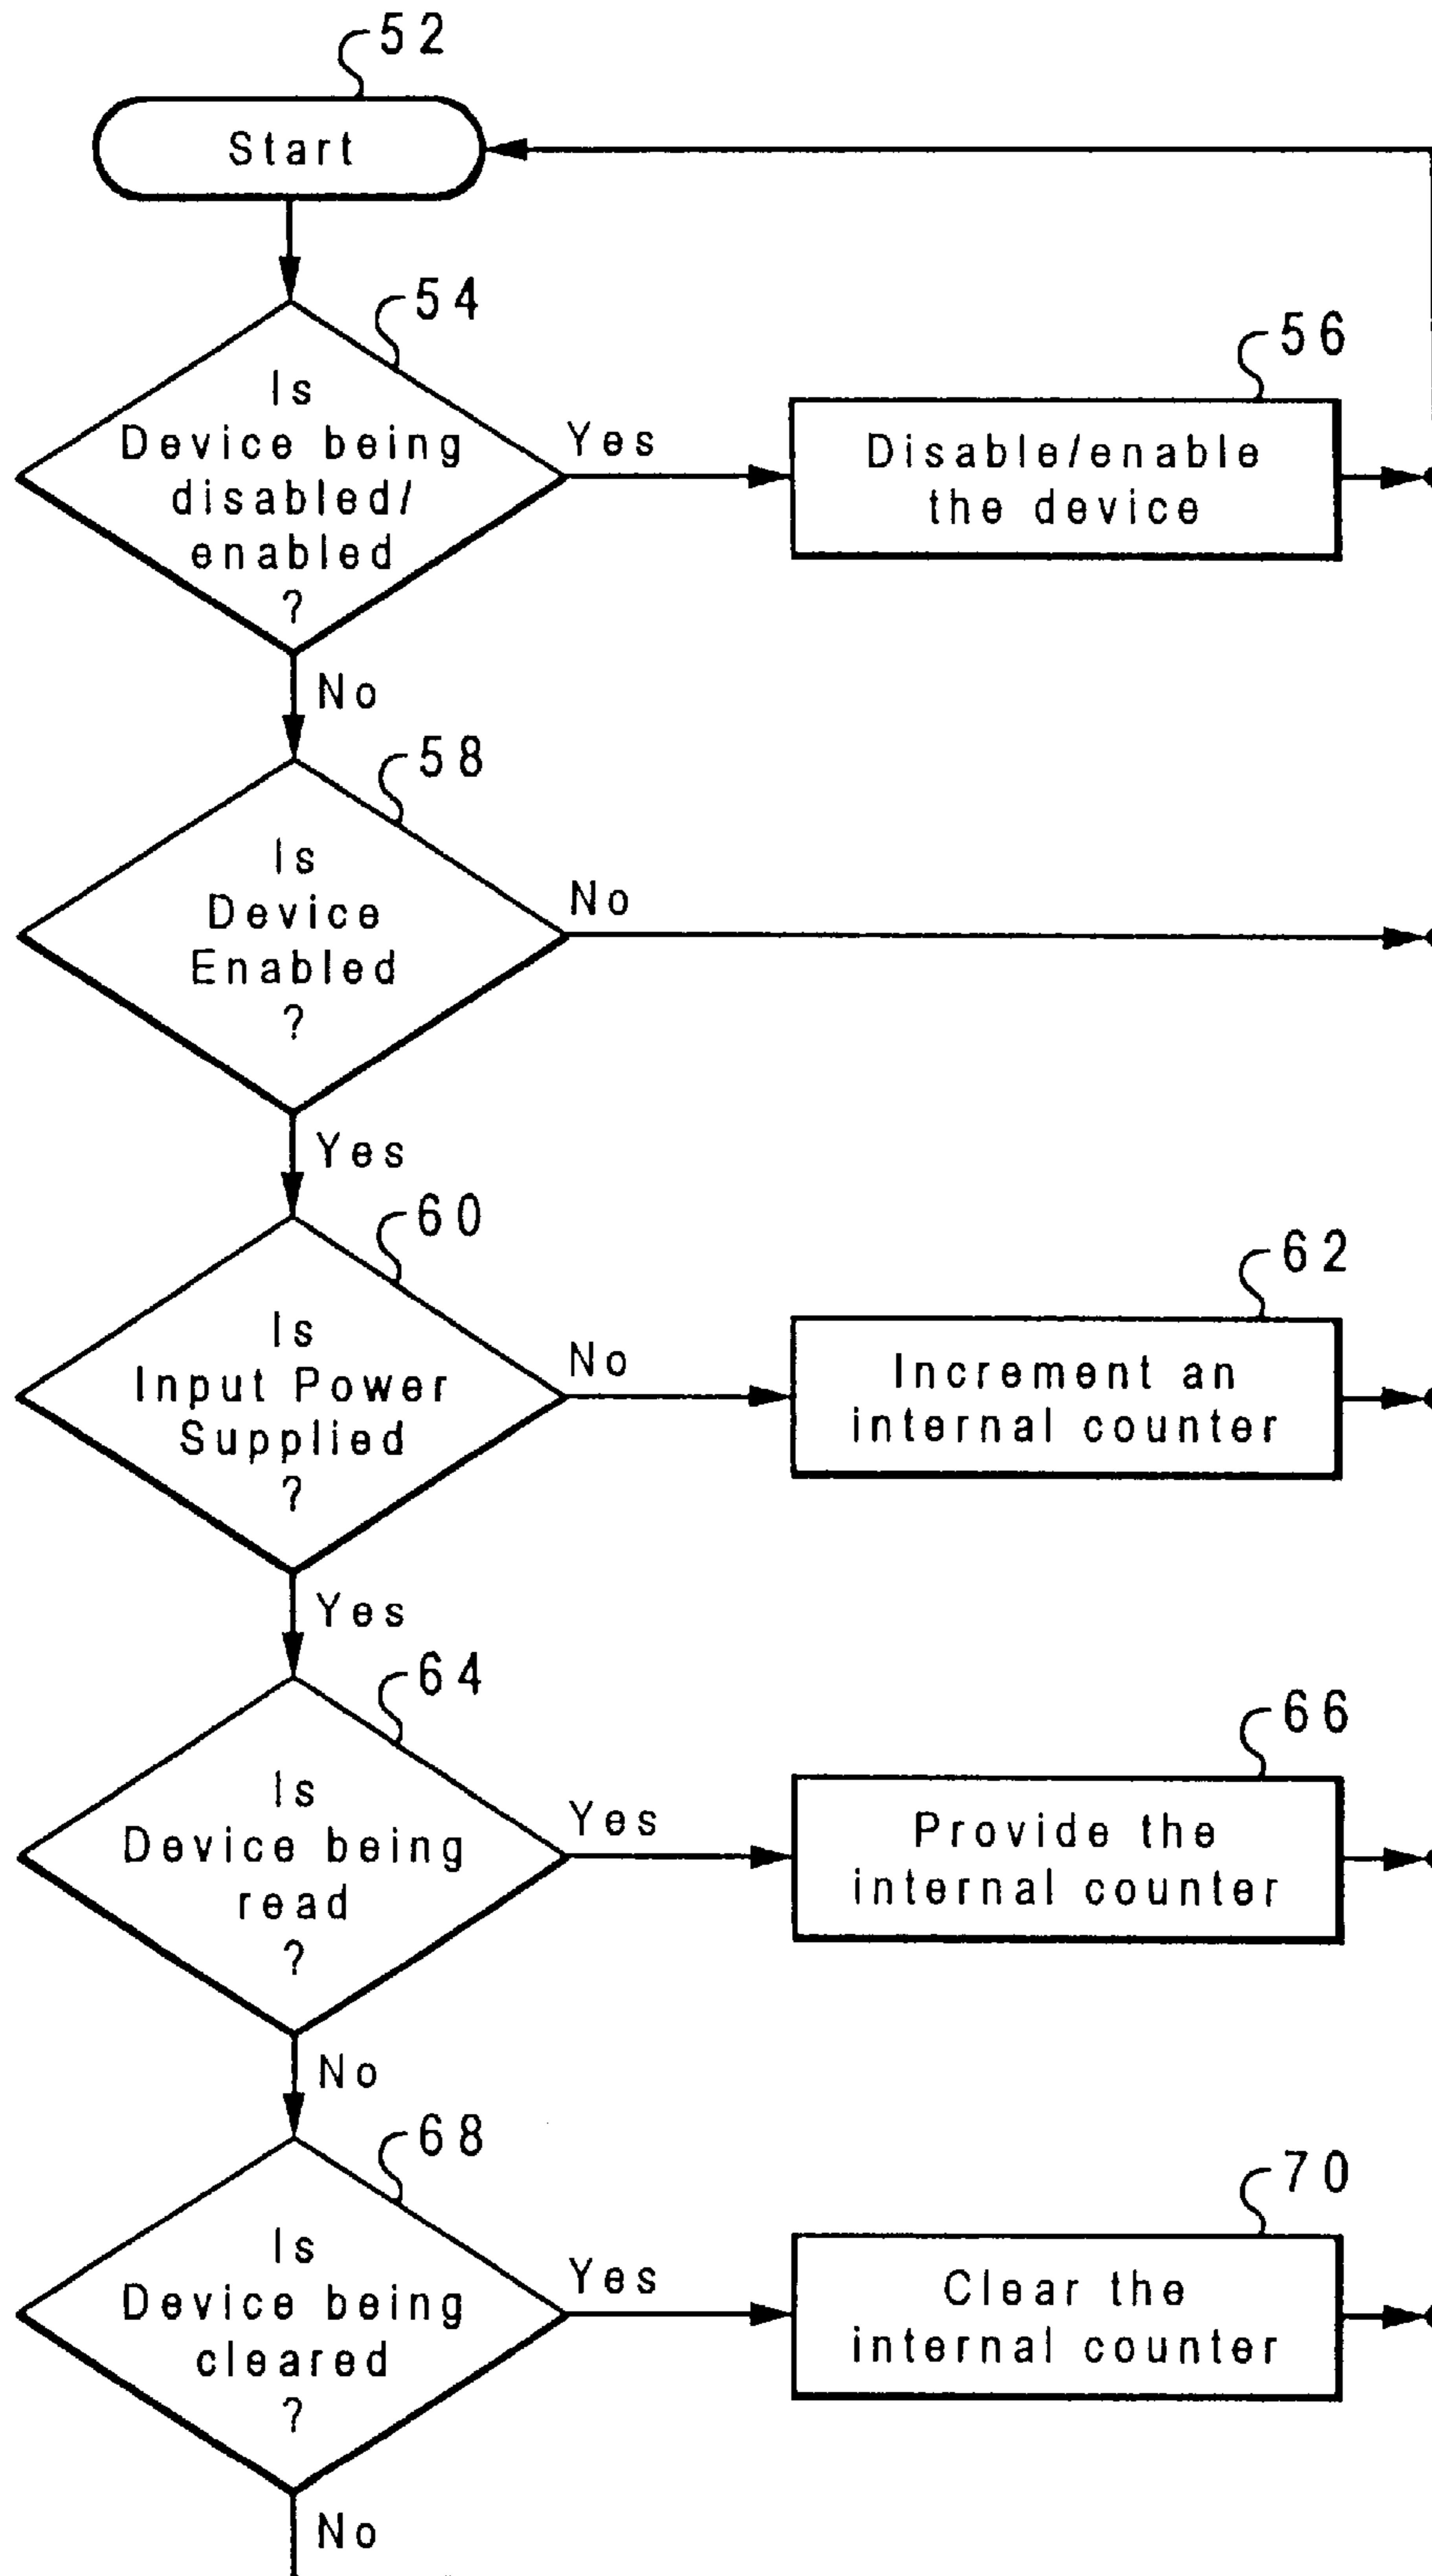 52
Start
54
Is
Device being
disabled/
enabled
?
Yes
56
Disable/enable
the device
No
58
Is
Device
Enabled
?
No
Yes
60
Is
Input Power
Supplied
?
No
62
Increment an
internal counter
Yes
64
Is
Device being
read
?
Yes
66
Provide the
internal counter
No
68
Is
Device being
cleared
?
Yes
70
Clear the
internal counter
No